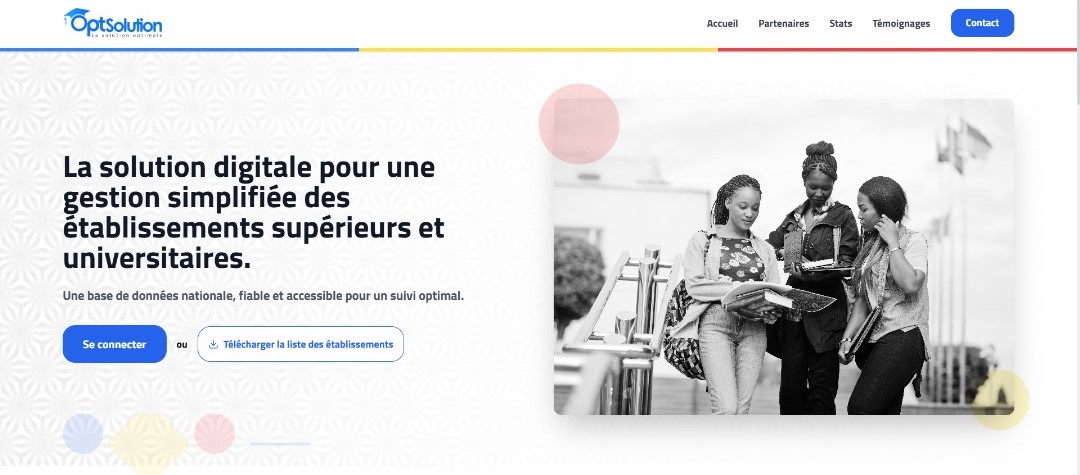 OptSolution
La solution optimale
Accueil
Partenaires
Stats
Témoignages
Contact
La solution digitale pour une
gestion simplifiée des
établissements supérieurs et
universitaires.
Une base de données nationale, fiable et accessible pour un suivi optimal.
Se connecter
ou
Télécharger la liste des établissements